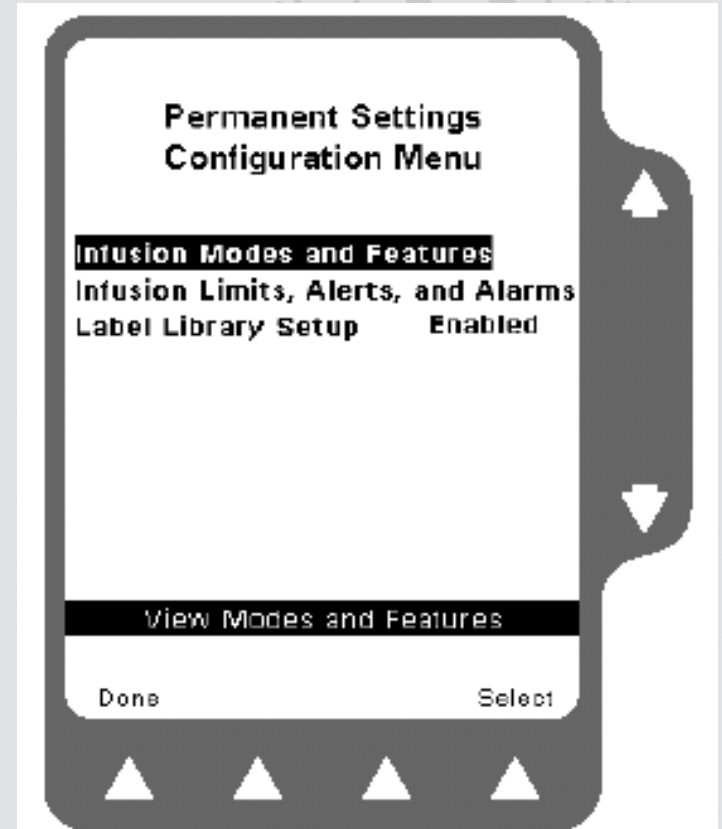 Permanent Settings
Configuration Menu
Infusion Modes and Features
Infusion Limits, Alerts, and Alarms
Label Library Setup Enabled
View Modes and Features
Done Select